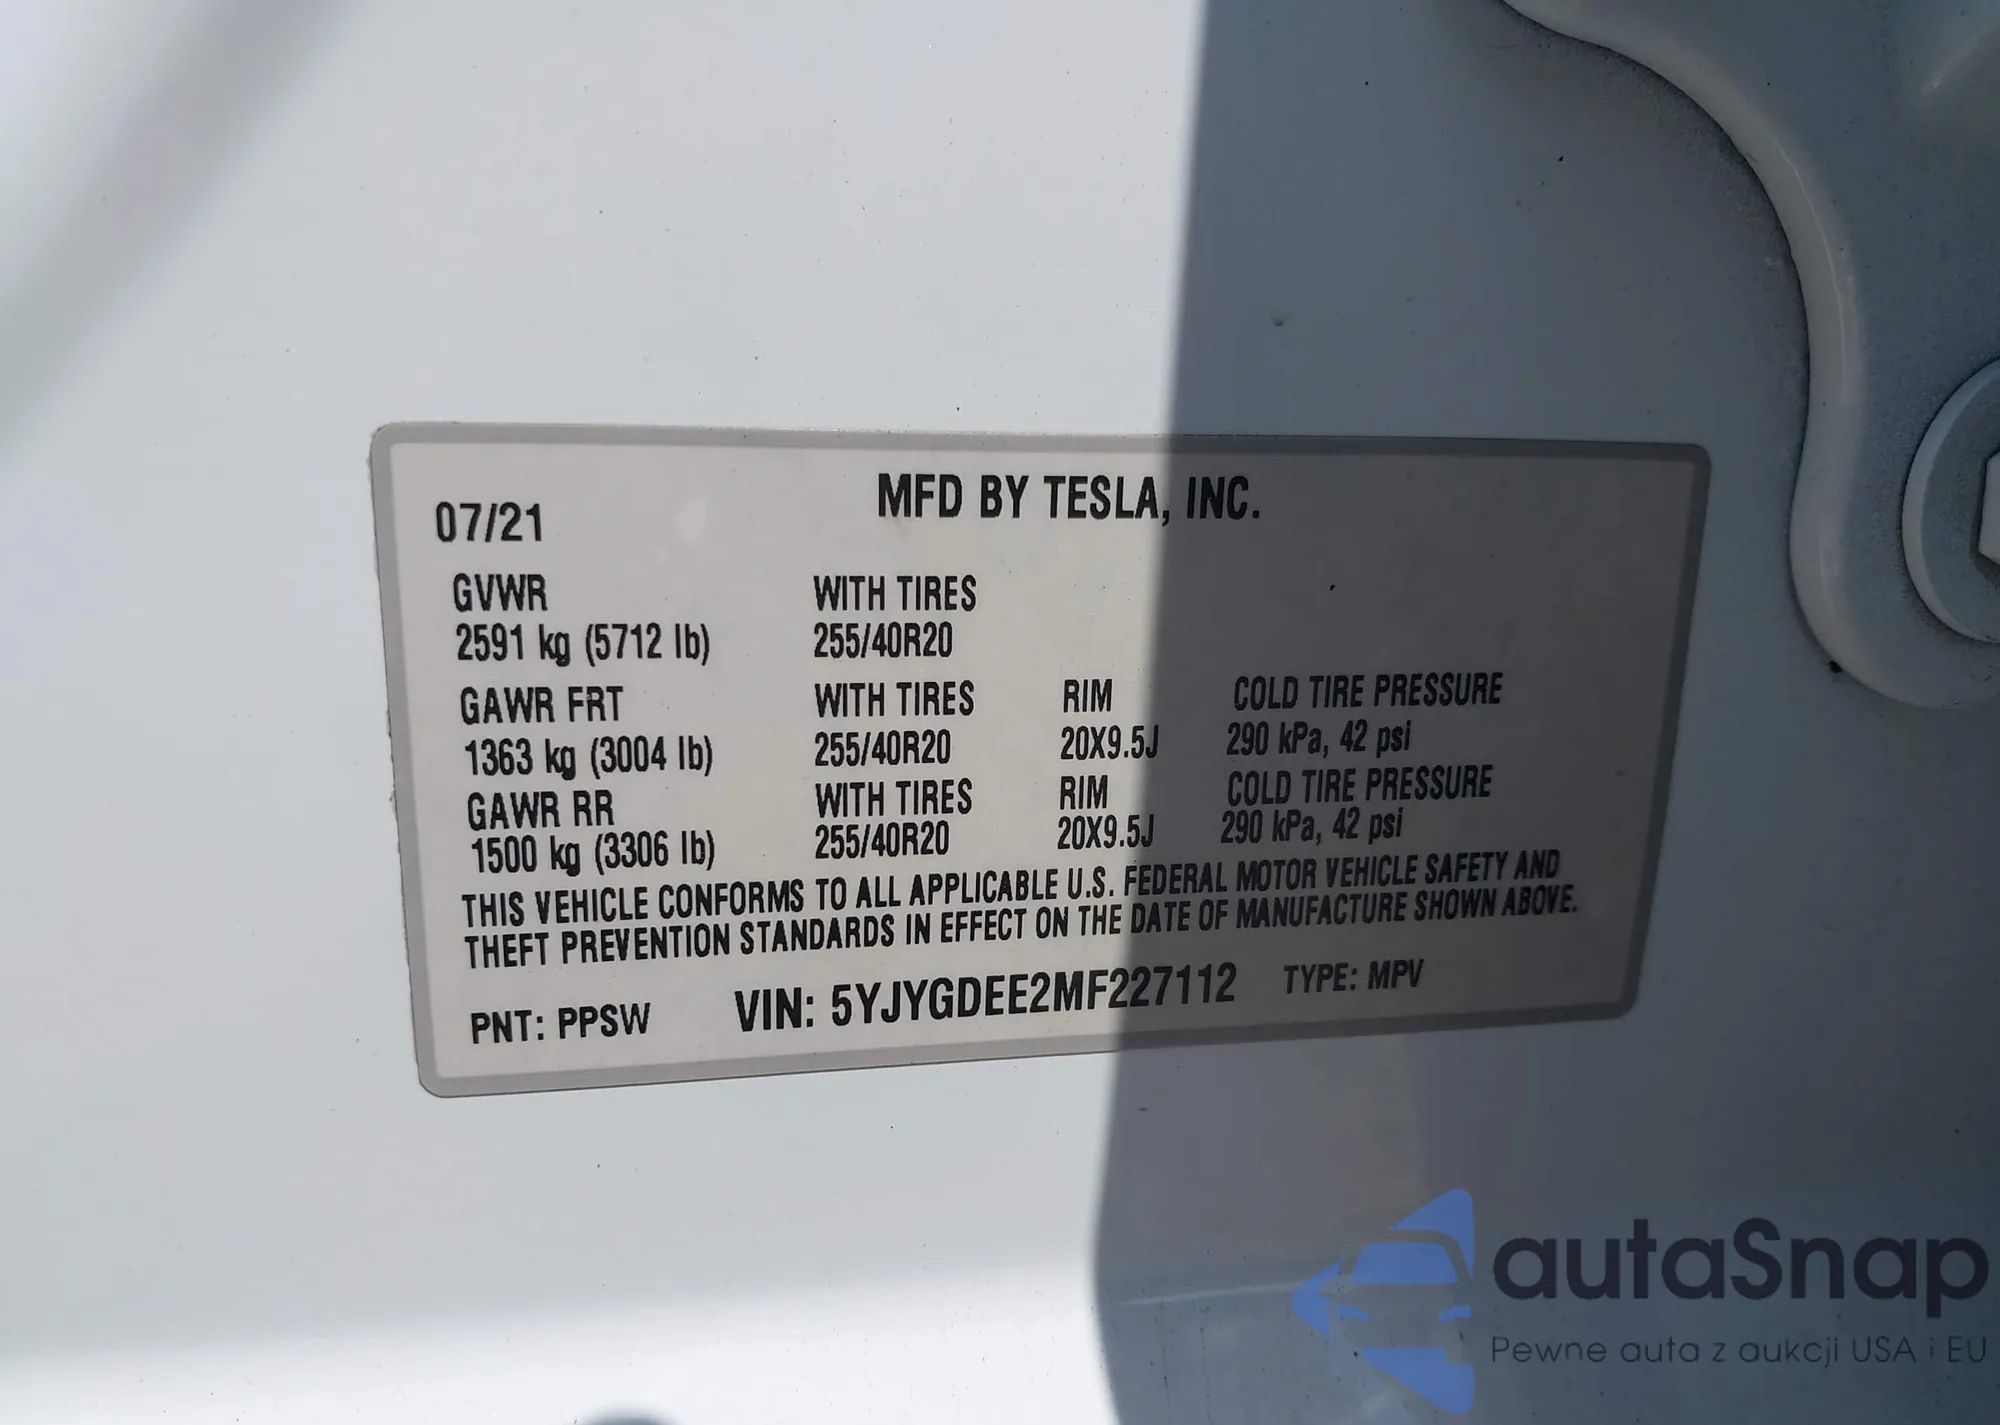 07/21 MFD BY TESLA, INC.
GVWR WITH TIRES
2591 kg (5712 lb) 255/40R20
GAWR FRT WITH TIRES RIM COLD TIRE PRESSURE
1363 kg (3004 lb) 255/40R20 20X9.5J 290 kPa, 42 psi
GAWR RR WITH TIRES RIM COLD TIRE PRESSURE
1500 kg (3306 lb) 255/40R20 20X9.5J 290 kPa, 42 psi
THIS VEHICLE CONFORMS TO ALL APPLICABLE U.S. FEDERAL MOTOR VEHICLE SAFETY AND
THEFT PREVENTION STANDARDS IN EFFECT ON THE DATE OF MANUFACTURE SHOWN ABOVE.
PNT: PPSW VIN: 5YJYGDEE2MF227112 TYPE: MPV
autaSnap
Pewne auta z aukcji USA i EU